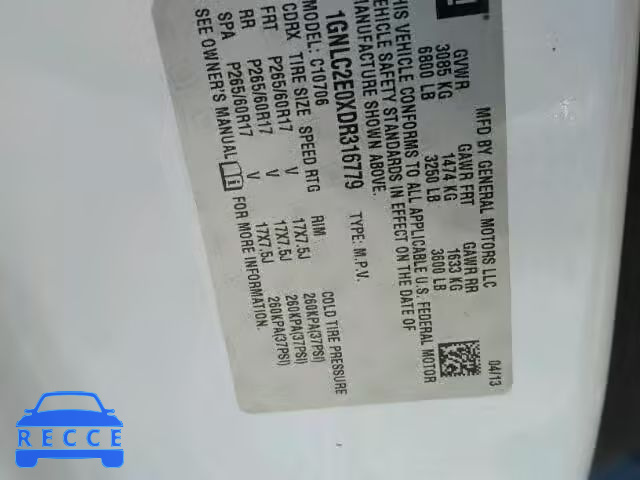 GM
MFD BY GENERAL MOTORS LLC 04/13
GVWR GAWR FRT GAWR RR
3085 KG 1474 KG 1633 KG
6800 LB 3250 LB 3600 LB
THIS VEHICLE CONFORMS TO ALL APPLICABLE U.S. FEDERAL MOTOR
VEHICLE SAFETY STANDARDS IN EFFECT ON THE DATE OF
MANUFACTURE SHOWN ABOVE.
1GNLC2E0XDR316779 TYPE: M.P.V.
MODEL: C10706
CDRX TIRE SIZE SPEED RTG RIM COLD TIRE PRESSURE
FRT P265/60R17 V 17X7.5J 260KPA(37PSI)
RR P265/60R17 V 17X7.5J 260KPA(37PSI)
SPA P265/60R17 V 17X7.5J 260KPA(37PSI)
SEE OWNER'S MANUAL FOR MORE INFORMATION.
RECCE